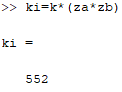 >> ki=k*(za*zb)
ki =
552